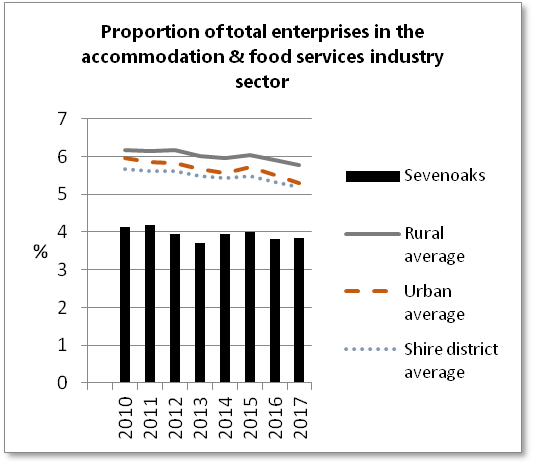 Proportion of total enterprises in the
accommodation & food services industry
sector
7
6
5
4
3
2
1
0
%
2010
2011
2012
2013
2014
2015
2016
2017
Sevenoaks
Rural
average
Urban
average
Shire district
average